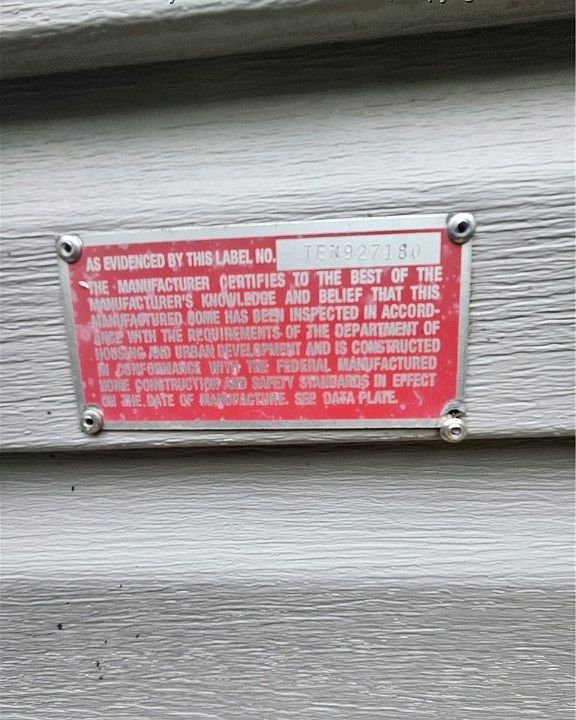 AS EVIDENCED BY THIS LABEL NO. TEN927180
THE MANUFACTURER CERTIFIES TO THE BEST OF THE
MANUFACTURER'S KNOWLEDGE AND BELIEF THAT THIS
MANUFACTURED HOME HAS BEEN INSPECTED IN ACCORD-
ANCE WITH THE REQUIREMENTS OF THE DEPARTMENT OF
HOUSING AND URBAN DEVELOPMENT AND IS CONSTRUCTED
IN CONFORMANCE WITH THE FEDERAL MANUFACTURED
HOME CONSTRUCTION AND SAFETY STANDARDS IN EFFECT
ON THE DATE OF MANUFACTURE. SEE DATA PLATE.